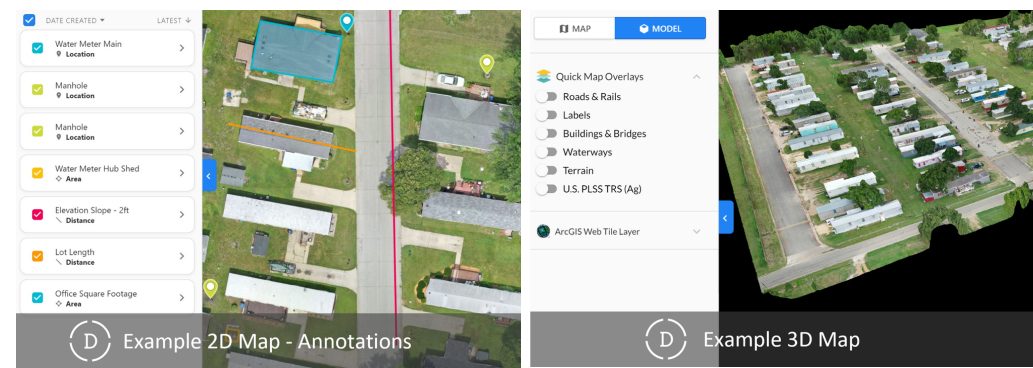 DATE CREATED
LATEST
Water Meter Main
Location
Manhole
Location
Manhole
Location
Water Meter Hub Shed
Area
Elevation Slope - 2ft
Distance
Lot Length
Distance
Office Square Footage
Area
D Example 2D Map - Annotations
MAP
MODEL
Quick Map Overlays
Roads & Rails
Labels
Buildings & Bridges
Waterways
Terrain
U.S. PLSS TRS (Ag)
ArcGIS Web Tile Layer
D Example 3D Map